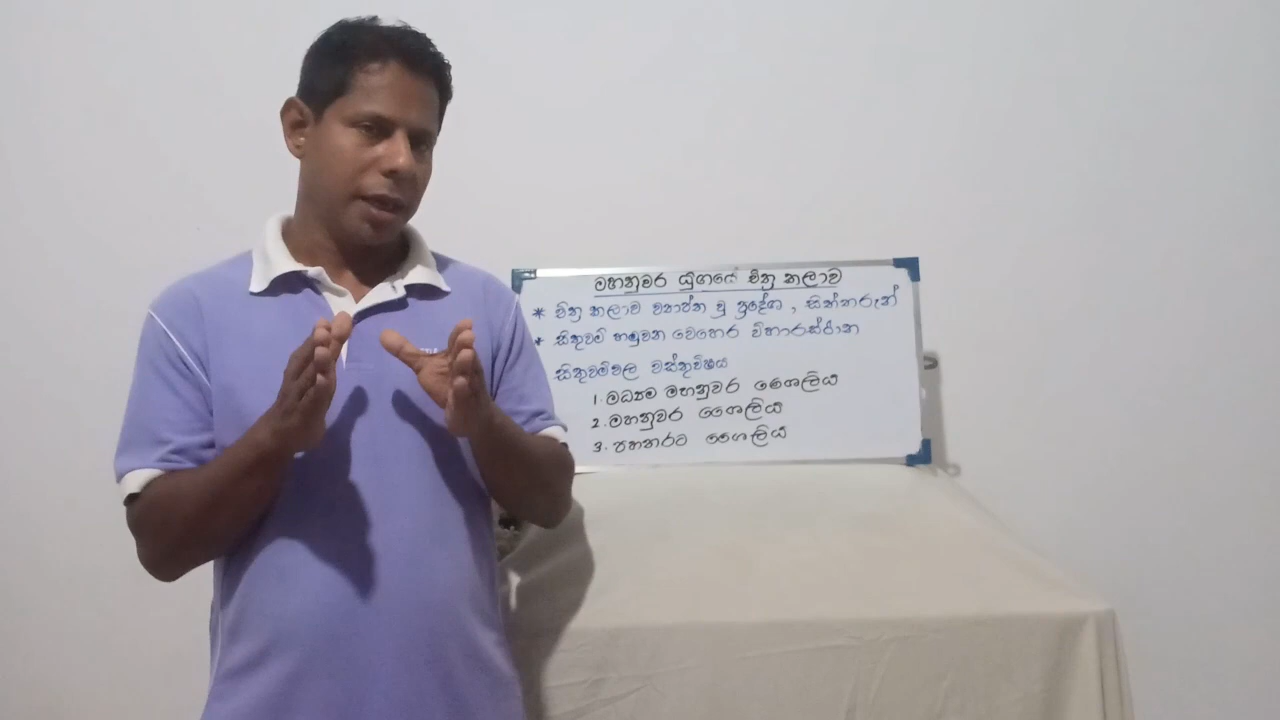 මහනුවර යුගයේ චිත්‍ර කලාව
* චිත්‍ර කලාව ව්‍යාප්ත වූ ප්‍රදේශ , සිත්තරුන්
* සිතුවම් හමුවන වෙහෙර විහාරස්ථාන
සිතුවම්වල වස්තුවිෂය
1. මධ්‍යම මහනුවර ශෛලිය
2. මහනුවර ශෛලිය
3. පහතරට ශෛලිය